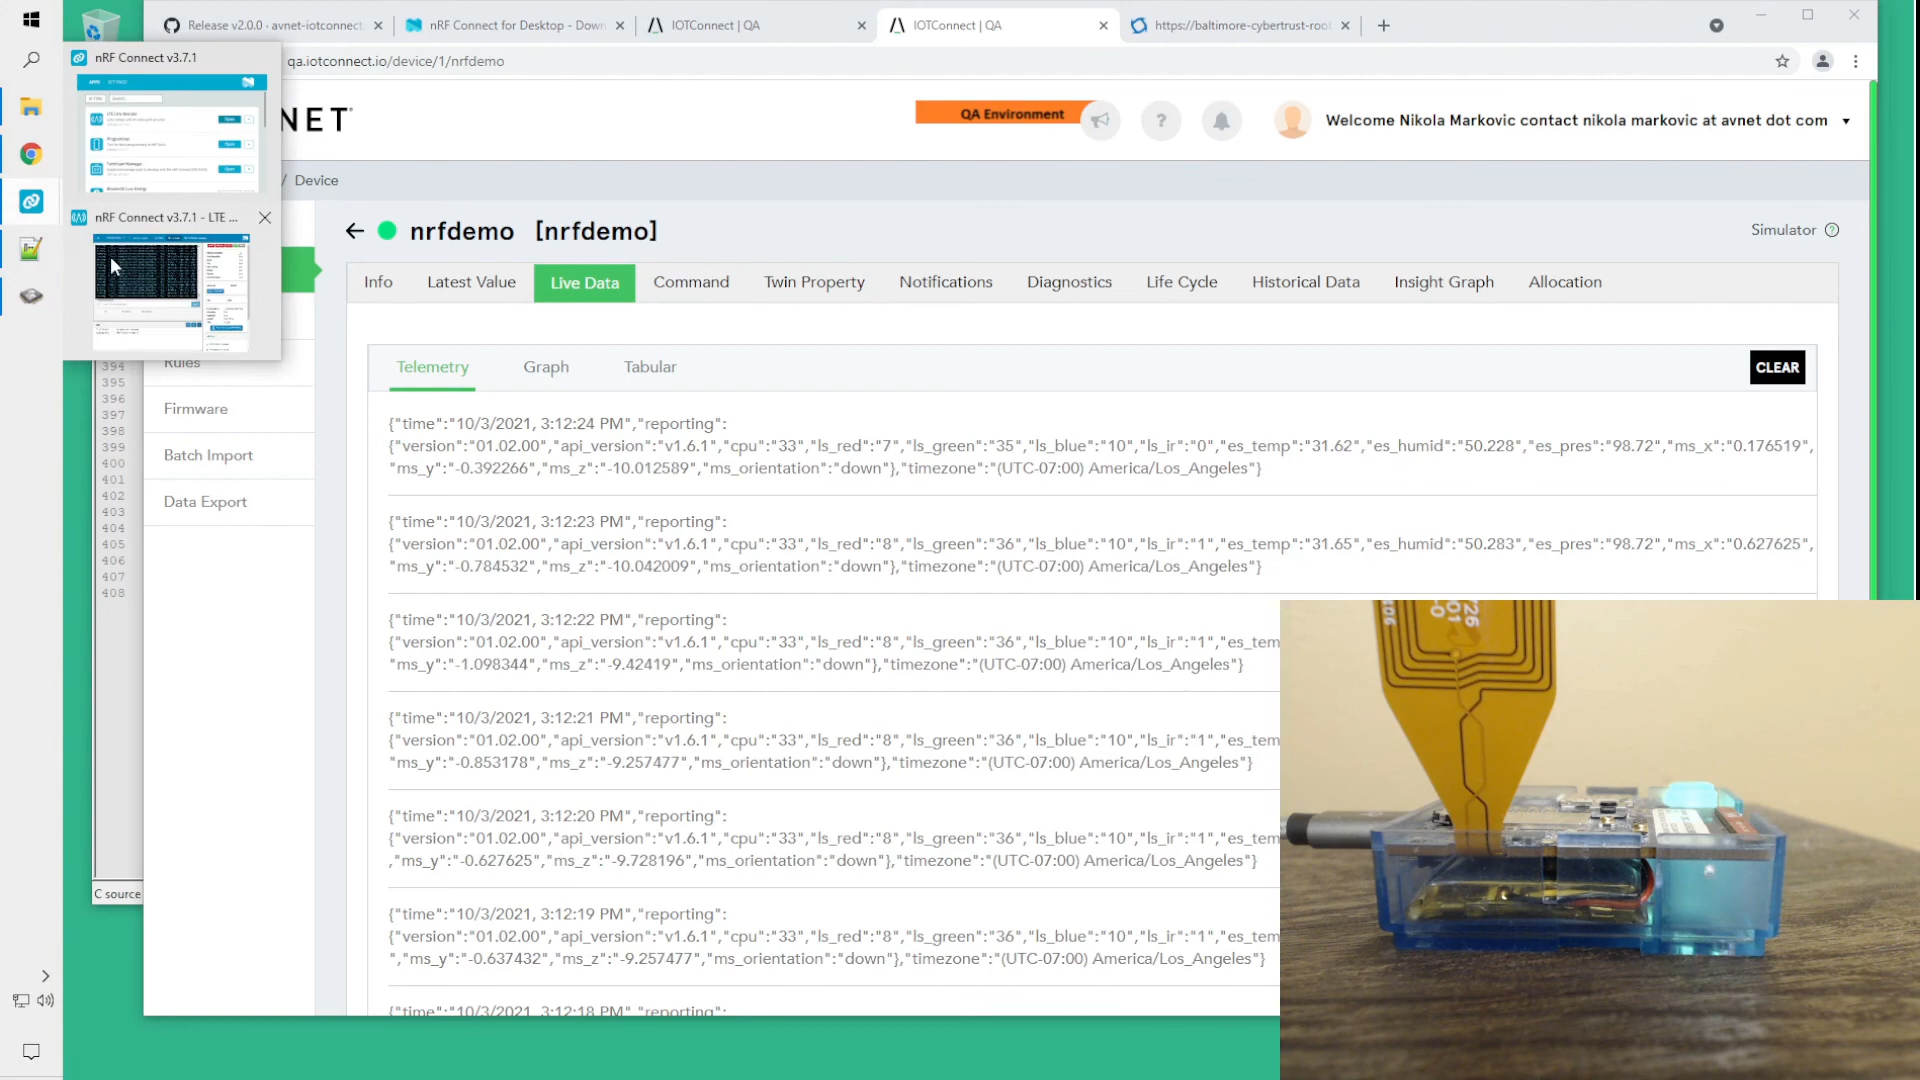 Release v2.0.0 - avnet-iotconnect
nRF Connect for Desktop - Down
IOTConnect | QA
IOTConnect | QA
https://baltimore-cybertrust-root
nRF Connect v3.7.1
qa.iotconnect.io/device/1/nrfdemo
NET
QA Environment
?
Welcome Nikola Markovic contact nikola markovic at avnet dot com
/ Device
nRF Connect v3.7.1 - LTE ...
nrfdemo [nrfdemo]
Simulator ?
Info Latest Value Live Data Command Twin Property Notifications Diagnostics Life Cycle Historical Data Insight Graph Allocation
Rules
Firmware
Batch Import
Data Export
Telemetry Graph Tabular
CLEAR
{"time":"10/3/2021, 3:12:24 PM","reporting":
{"version":"01.02.00","api_version":"v1.6.1","cpu":"33","ls_red":"7","ls_green":"35","ls_blue":"10","ls_ir":"0","es_temp":"31.62","es_humid":"50.228","es_pres":"98.72","ms_x":"0.176519",
"ms_y":"-0.392266","ms_z":"-10.012589","ms_orientation":"down"},"timezone":"(UTC-07:00) America/Los_Angeles"}
{"time":"10/3/2021, 3:12:23 PM","reporting":
{"version":"01.02.00","api_version":"v1.6.1","cpu":"33","ls_red":"8","ls_green":"36","ls_blue":"10","ls_ir":"1","es_temp":"31.65","es_humid":"50.283","es_pres":"98.72","ms_x":"0.627625",
"ms_y":"-0.784532","ms_z":"-10.042009","ms_orientation":"down"},"timezone":"(UTC-07:00) America/Los_Angeles"}
{"time":"10/3/2021, 3:12:22 PM","reporting":
{"version":"01.02.00","api_version":"v1.6.1","cpu":"33","ls_red":"8","ls_green":"36","ls_blue":"10","ls_ir":"1","es_tem
"ms_y":"-1.098344","ms_z":"-9.42419","ms_orientation":"down"},"timezone":"(UTC-07:00) America/Los_Angeles"}
{"time":"10/3/2021, 3:12:21 PM","reporting":
{"version":"01.02.00","api_version":"v1.6.1","cpu":"33","ls_red":"8","ls_green":"36","ls_blue":"10","ls_ir":"1","es_tem
"ms_y":"-0.853178","ms_z":"-9.257477","ms_orientation":"down"},"timezone":"(UTC-07:00) America/Los_Angeles"}
{"time":"10/3/2021, 3:12:20 PM","reporting":
{"version":"01.02.00","api_version":"v1.6.1","cpu":"33","ls_red":"8","ls_green":"36","ls_blue":"10","ls_ir":"1","es_tem
,"ms_y":"-0.627625","ms_z":"-9.728196","ms_orientation":"down"},"timezone":"(UTC-07:00) America/Los_Angeles"}
{"time":"10/3/2021, 3:12:19 PM","reporting":
{"version":"01.02.00","api_version":"v1.6.1","cpu":"33","ls_red":"8","ls_green":"36","ls_blue":"10","ls_ir":"1","es_tem
","ms_y":"-0.637432","ms_z":"-9.257477","ms_orientation":"down"},"timezone":"(UTC-07:00) America/Los_Angeles"}
{"time":"10/3/2021, 3:12:18 PM","reporting":
394
395
396
397
398
399
400
401
402
403
404
405
406
407
408
C source